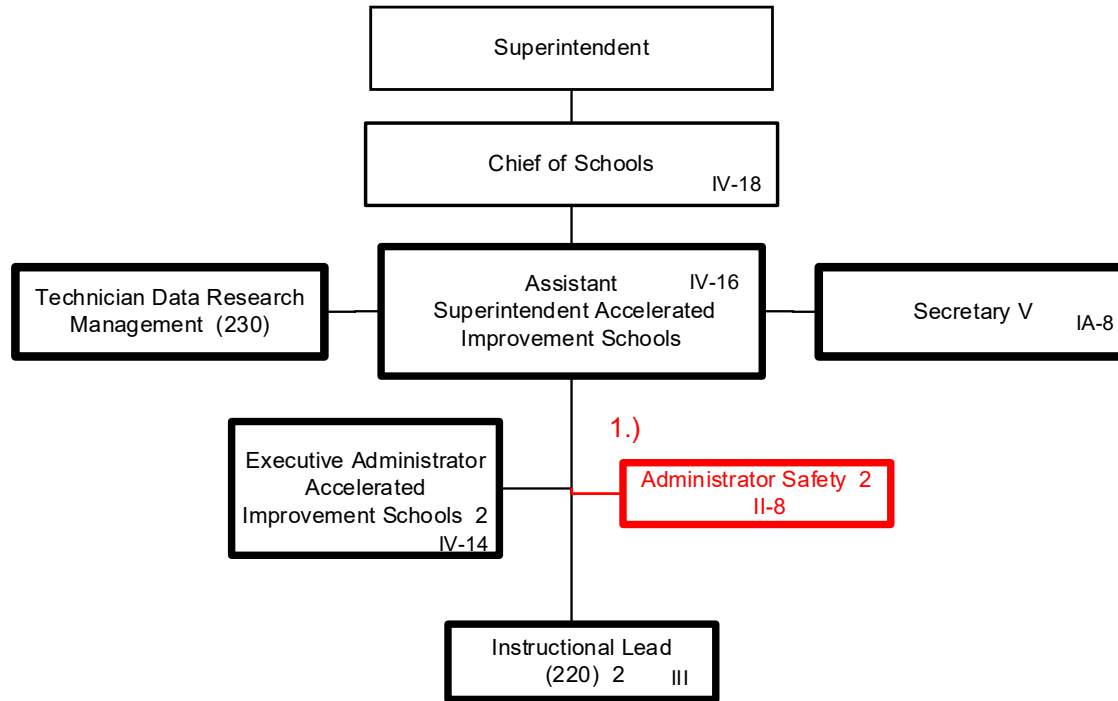 Superintendent
Chief of Schools
IV-18
Technician Data Research
Management (230)
Assistant
Superintendent Accelerated
Improvement Schools
IV-16
Secretary V
IA-8
Executive Administrator
Accelerated
Improvement Schools 2
IV-14
1.)
Administrator Safety 2
II-8
Instructional Lead
(220) 2
III